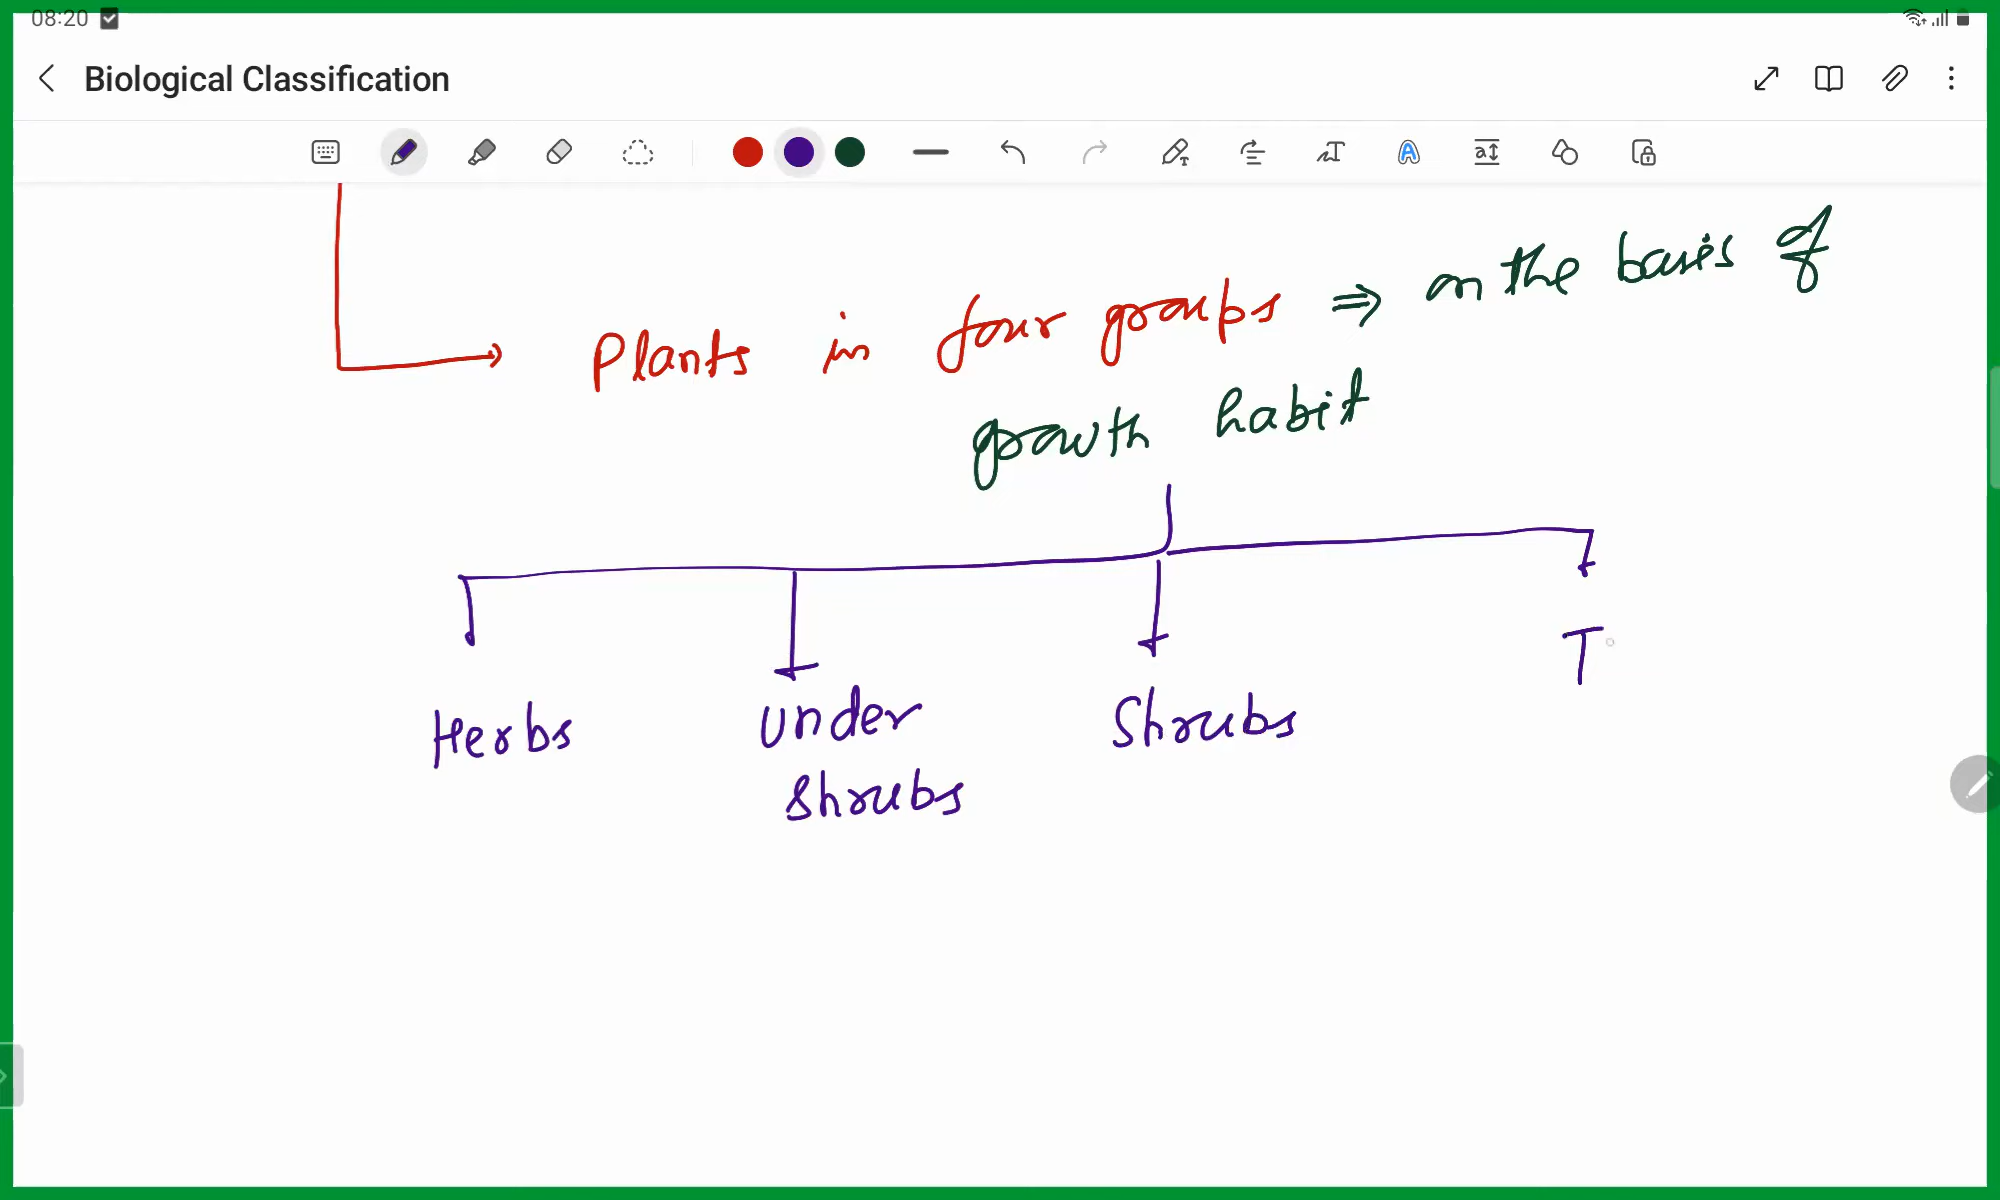 08:20
Biological Classification
Plants in four groups ⇒ on the basis of
growth habit
Herbs under Shrubs T
shrubs